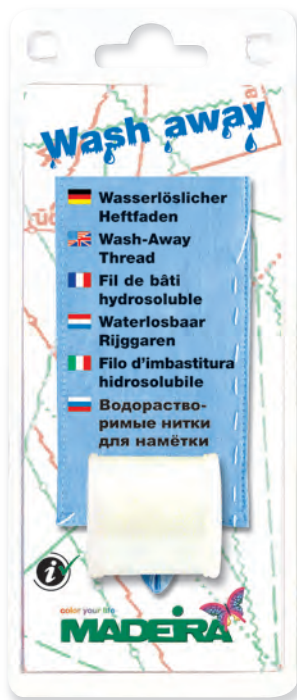 Wash away
Wasserlöslicher
Heftfaden
Wash-Away
Thread
Fil de bâti
hydrosoluble
Waterlosbaar
Rijggaren
Filo d'imbastitura
hidrosolubile
Водораство-
римые нитки
для намётки
i
color your life
MADEIRA